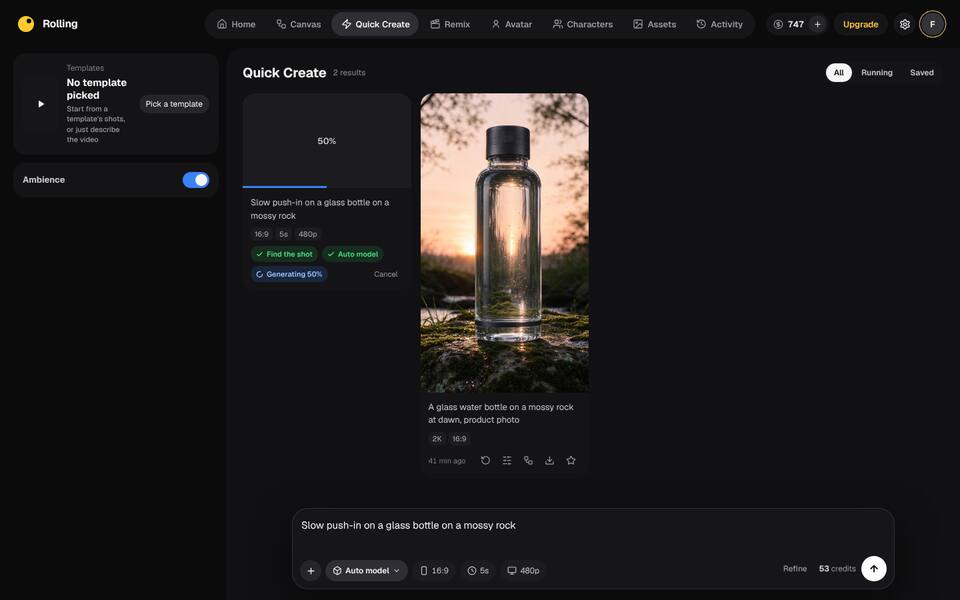 Rolling
Home
Canvas
Quick Create
Remix
Avatar
Characters
Assets
Activity
747
Upgrade
F
Templates
No template
picked
Start from a
template's shots,
or just describe
the video
Pick a template
Ambience
Quick Create 2 results
All
Running
Saved
50%
Slow push-in on a glass bottle on a
mossy rock
16:9 5s 480p
Find the shot
Auto model
Generating 50%
Cancel
A glass water bottle on a mossy rock
at dawn, product photo
2K 16:9
41 min ago
Slow push-in on a glass bottle on a mossy rock
Auto model
16:9
5s
480p
Refine
53 credits